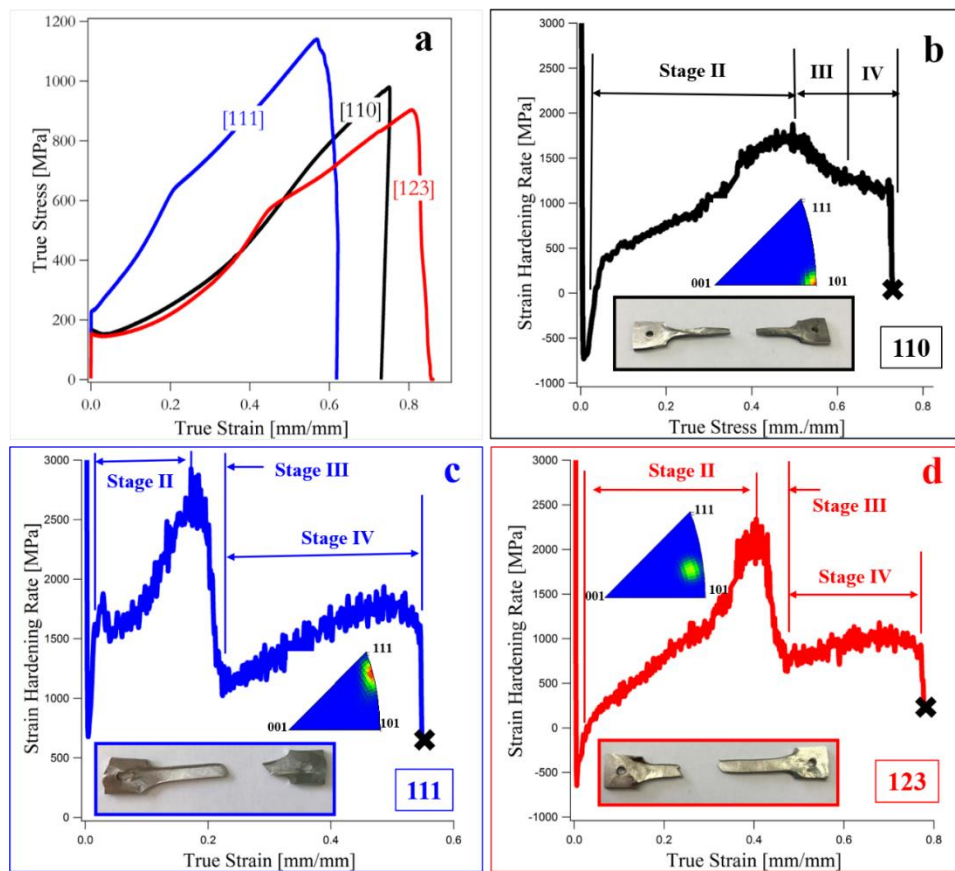 a
1200
1000
800
600
400
200
0
True Stress [MPa]
[111]
[110]
[123]
0.0 0.2 0.4 0.6 0.8
True Strain [mm/mm]
b
3000
2500
2000
1500
1000
500
0
-500
-1000
Strain Hardening Rate [MPa]
Stage II III IV
111
001 101
110
0.0 0.2 0.4 0.6 0.8
True Stress [mm./mm]
c
3000
2500
2000
1500
1000
500
0
Strain Hardening Rate [MPa]
Stage II
Stage III
Stage IV
111
001 101
111
0.0 0.2 0.4 0.6
True Strain [mm/mm]
d
3000
2500
2000
1500
1000
500
0
-500
-1000
Strain Hardening Rate [MPa]
Stage II
Stage III
Stage IV
111
001 101
123
0.0 0.2 0.4 0.6 0.8
True Strain [mm/mm]